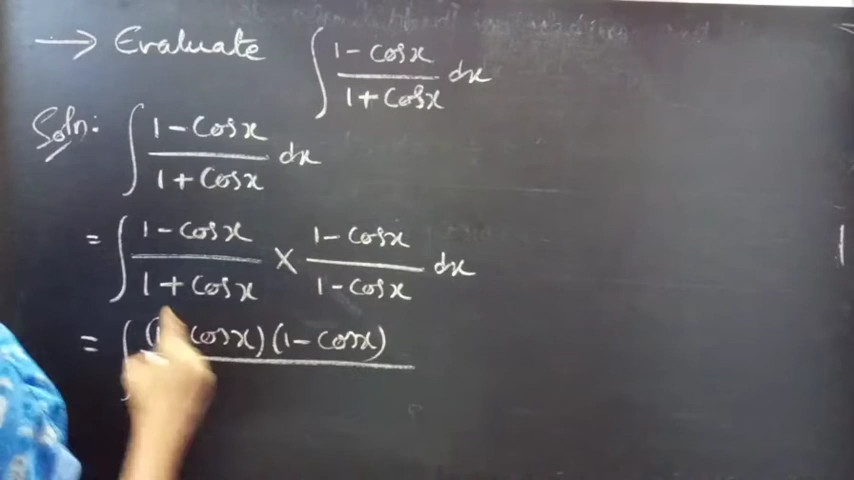 → Evaluate ∫ (1 - Cosx)/(1 + Cosx) dx
Soln: ∫ (1 - Cosx)/(1 + Cosx) dx
= ∫ (1 - Cosx)/(1 + Cosx) × (1 - Cosx)/(1 - Cosx) dx
= ∫ (1 Cosx)(1 - Cosx)